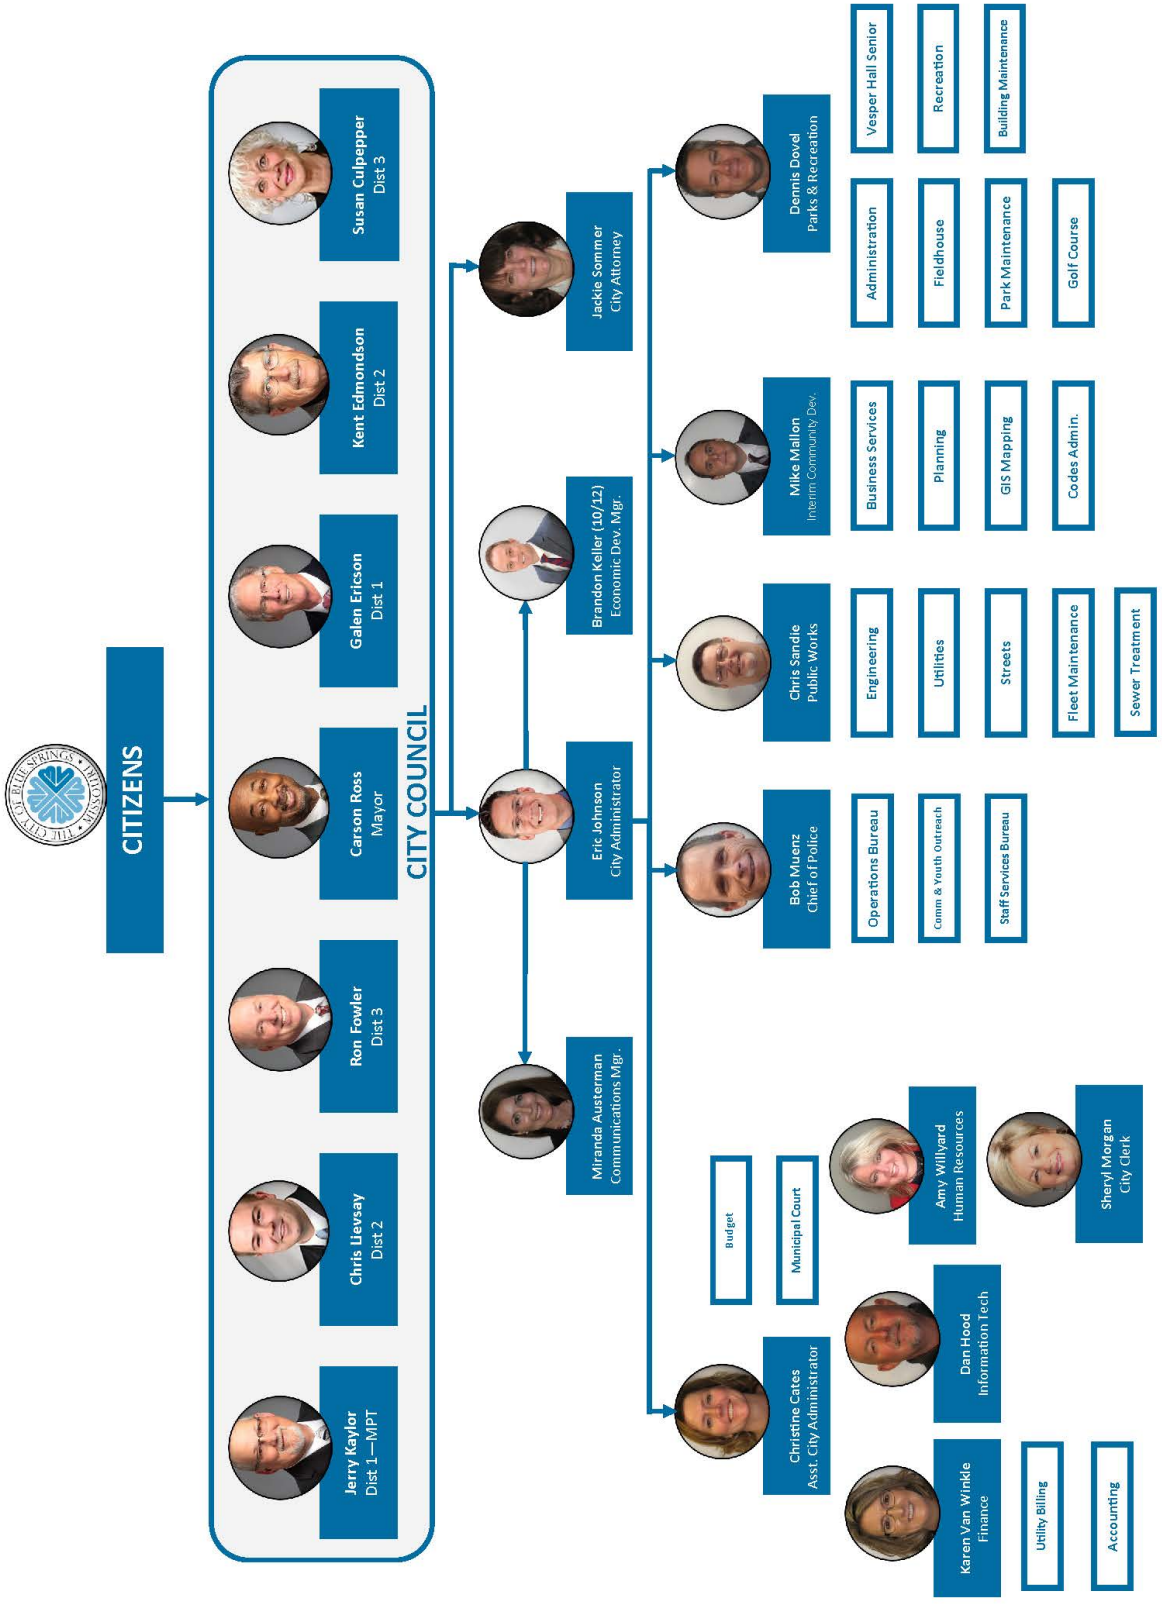 THE CITY OF BLUE SPRINGS • MISSOURI •
CITIZENS
Jerry Kaylor
Dist 1—MPT
Chris Lievsay
Dist 2
Ron Fowler
Dist 3
Carson Ross
Mayor
Galen Ericson
Dist 1
Kent Edmondson
Dist 2
Susan Culpepper
Dist 3
CITY COUNCIL
Miranda Austerman
Communications Mgr.
Eric Johnson
City Administrator
Brandon Keller (10/12)
Economic Dev. Mgr.
Jackie Sommer
City Attorney
Christine Cates
Asst. City Administrator
Budget
Municipal Court
Karen Van Winkle
Finance
Utility Billing
Accounting
Dan Hood
Information Tech
Amy Willyard
Human Resources
Sheryl Morgan
City Clerk
Bob Muenz
Chief of Police
Operations Bureau
Comm & Youth Outreach
Staff Services Bureau
Chris Sandie
Public Works
Engineering
Utilities
Streets
Fleet Maintenance
Sewer Treatment
Mike Mallon
Interim Community Dev.
Business Services
Planning
GIS Mapping
Codes Admin.
Dennis Dovel
Parks & Recreation
Administration
Fieldhouse
Park Maintenance
Golf Course
Vesper Hall Senior
Recreation
Building Maintenance